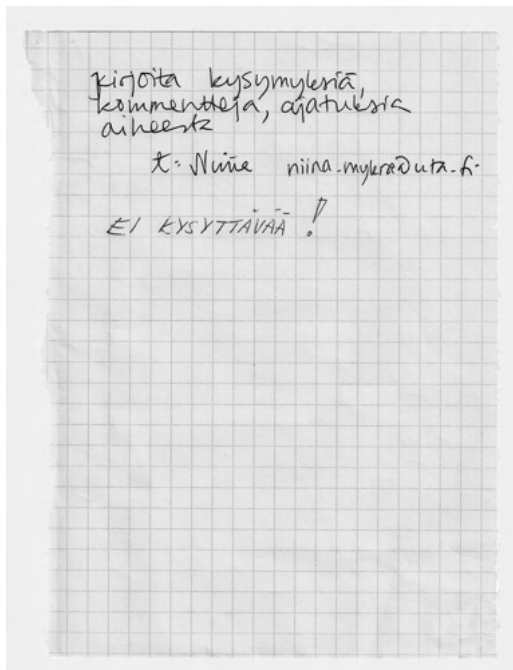 kirjoita kysymyksiä,
kommentteja, ajatuksia
aiheesta
t: Niina niina.mykra@uta.fi
EI KYSYTTÄVÄÄ !